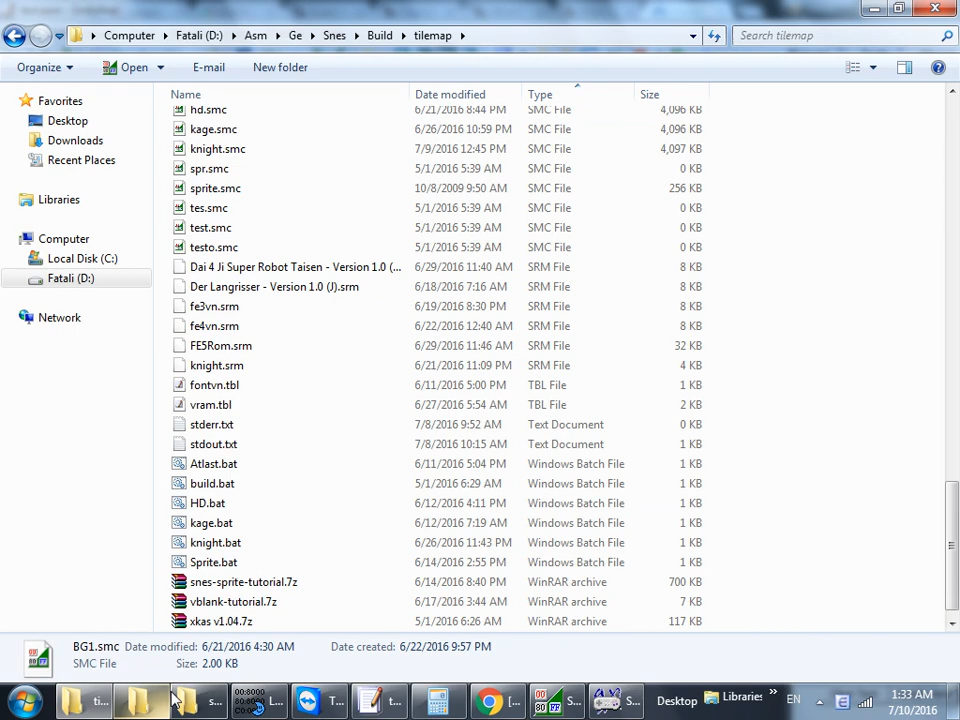 Computer Fatali (D:) Asm Ge Snes Build tilemap Search tilemap
Organize Open E-mail New folder
Favorites
Desktop
Downloads
Recent Places
Libraries
Computer
Local Disk (C:)
Fatali (D:)
Network
Name Date modified Type Size
hd.smc 6/21/2016 8:44 PM SMC File 4,096 KB
kage.smc 6/26/2016 10:59 PM SMC File 4,096 KB
knight.smc 7/9/2016 12:45 PM SMC File 4,097 KB
spr.smc 5/1/2016 5:39 AM SMC File 0 KB
sprite.smc 10/8/2009 9:50 AM SMC File 256 KB
tes.smc 5/1/2016 5:39 AM SMC File 0 KB
test.smc 5/1/2016 5:39 AM SMC File 0 KB
testo.smc 5/1/2016 5:39 AM SMC File 0 KB
Dai 4 Ji Super Robot Taisen - Version 1.0 (... 6/29/2016 11:40 AM SRM File 8 KB
Der Langrisser - Version 1.0 (J).srm 6/18/2016 7:16 AM SRM File 8 KB
fe3vn.srm 6/19/2016 8:30 PM SRM File 8 KB
fe4vn.srm 6/22/2016 12:40 AM SRM File 8 KB
FE5Rom.srm 6/29/2016 11:46 AM SRM File 32 KB
knight.srm 6/21/2016 11:09 PM SRM File 4 KB
fontvn.tbl 6/11/2016 5:00 PM TBL File 1 KB
vram.tbl 6/27/2016 5:54 AM TBL File 2 KB
stderr.txt 7/8/2016 9:52 AM Text Document 0 KB
stdout.txt 7/8/2016 10:15 AM Text Document 1 KB
Atlast.bat 6/11/2016 5:04 PM Windows Batch File 1 KB
build.bat 5/1/2016 6:29 AM Windows Batch File 1 KB
HD.bat 6/12/2016 4:11 PM Windows Batch File 1 KB
kage.bat 6/12/2016 7:19 AM Windows Batch File 1 KB
knight.bat 6/26/2016 11:43 PM Windows Batch File 1 KB
Sprite.bat 6/12/2016 2:55 PM Windows Batch File 1 KB
snes-sprite-tutorial.7z 6/14/2016 8:40 PM WinRAR archive 700 KB
vblank-tutorial.7z 6/17/2016 3:44 AM WinRAR archive 7 KB
xkas v1.04.7z 5/1/2016 6:26 AM WinRAR archive 117 KB
BG1.smc Date modified: 6/21/2016 4:30 AM Date created: 6/22/2016 9:57 PM
SMC File Size: 2.00 KB
ti... s... L... T... t... [... S... S... Desktop Libraries » EN 1:33 AM
7/10/2016